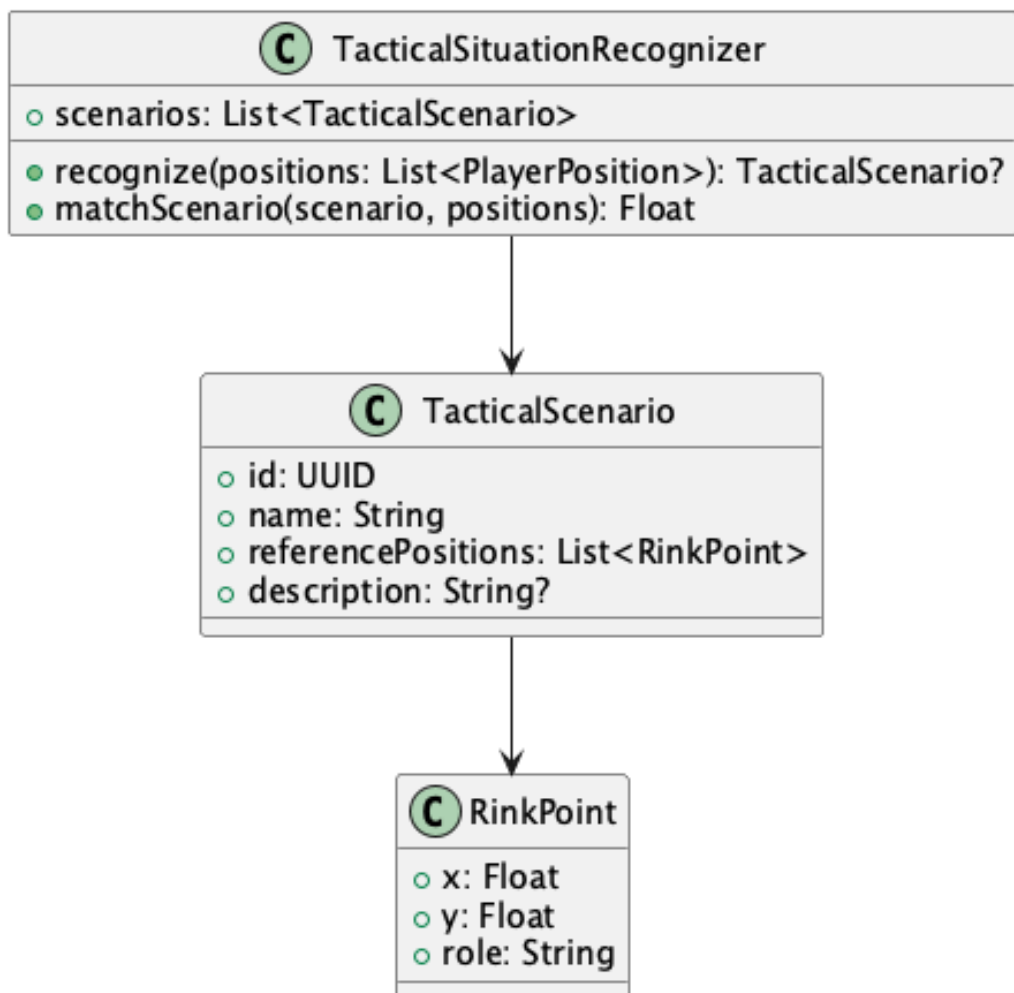 C TacticalSituationRecognizer
scenarios: List<TacticalScenario>
recognize(positions: List<PlayerPosition>): TacticalScenario?
matchScenario(scenario, positions): Float
C TacticalScenario
id: UUID
name: String
referencePositions: List<RinkPoint>
description: String?
C RinkPoint
x: Float
y: Float
role: String